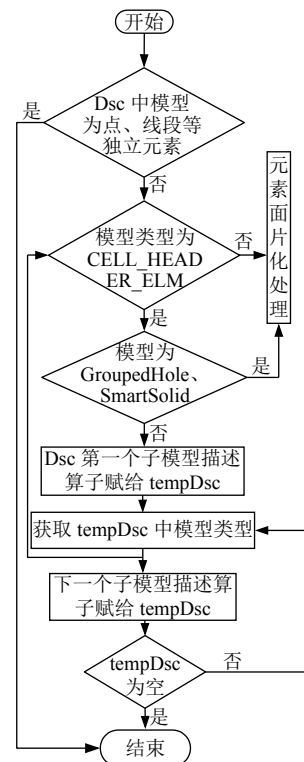 开始
Dsc 中模型
为点、线段等
独立元素
是
否
模型类型为
CELL_HEAD
ER_ELM
否
元素面片化处理
是
模型为
GroupedHole、
SmartSolid
是
否
Dsc 第一个子模型描述
算子赋给 tempDsc
获取 tempDsc 中模型类型
下一个子模型描述算
子赋给 tempDsc
tempDsc
为空
否
是
结束